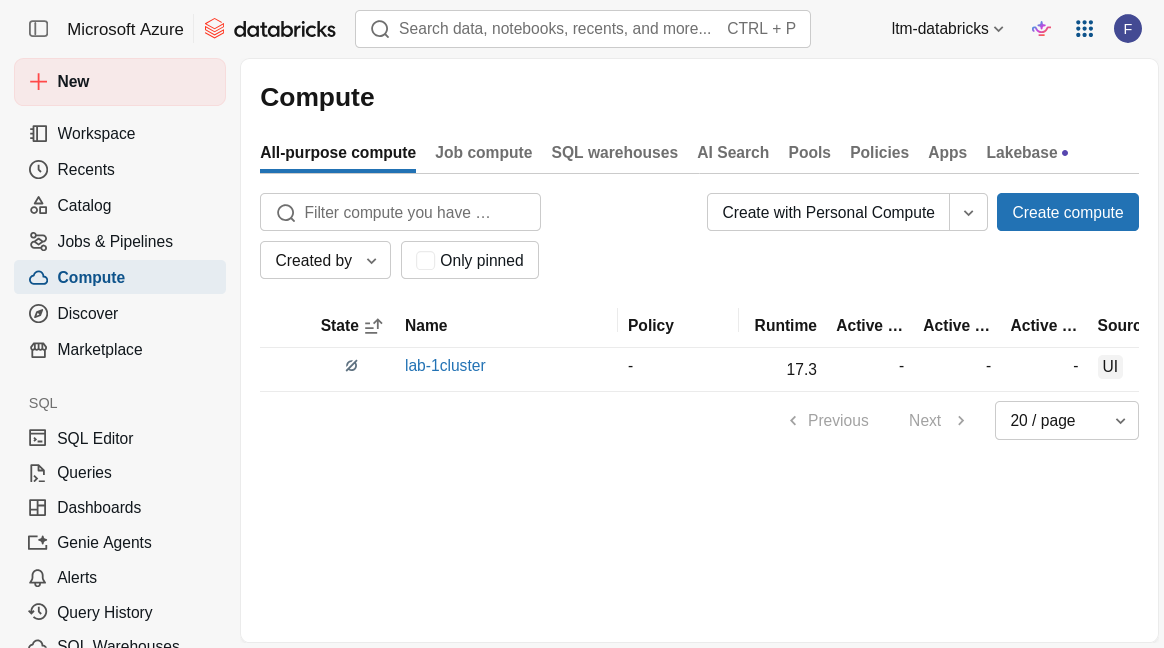 Microsoft Azure
databricks
Search data, notebooks, recents, and more... CTRL + P
ltm-databricks
F
New
Workspace
Recents
Catalog
Jobs & Pipelines
Compute
Discover
Marketplace
SQL
SQL Editor
Queries
Dashboards
Genie Agents
Alerts
Query History
SQL Warehouses
Compute
All-purpose compute Job compute SQL warehouses AI Search Pools Policies Apps Lakebase
Filter compute you have …
Create with Personal Compute
Create compute
Created by
Only pinned
State Name Policy Runtime Active … Active … Active … Sourc
lab-1cluster - 17.3 - - - UI
Previous Next 20 / page